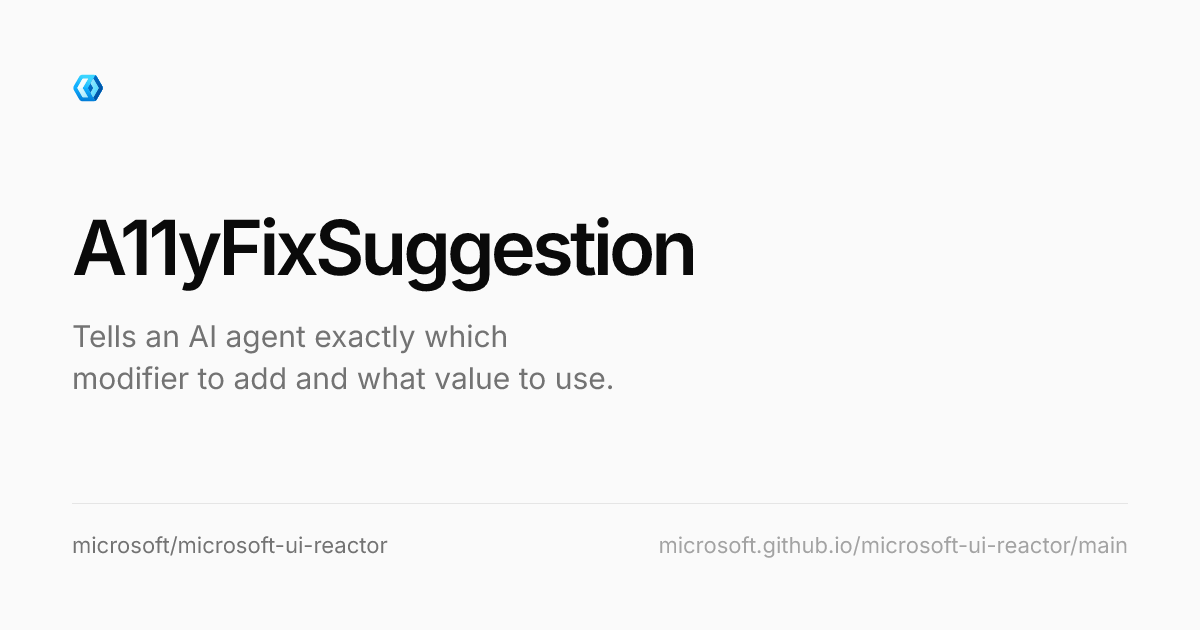 A11yFixSuggestion
Tells an AI agent exactly which
modifier to add and what value to use.
microsoft/microsoft-ui-reactor
microsoft.github.io/microsoft-ui-reactor/main